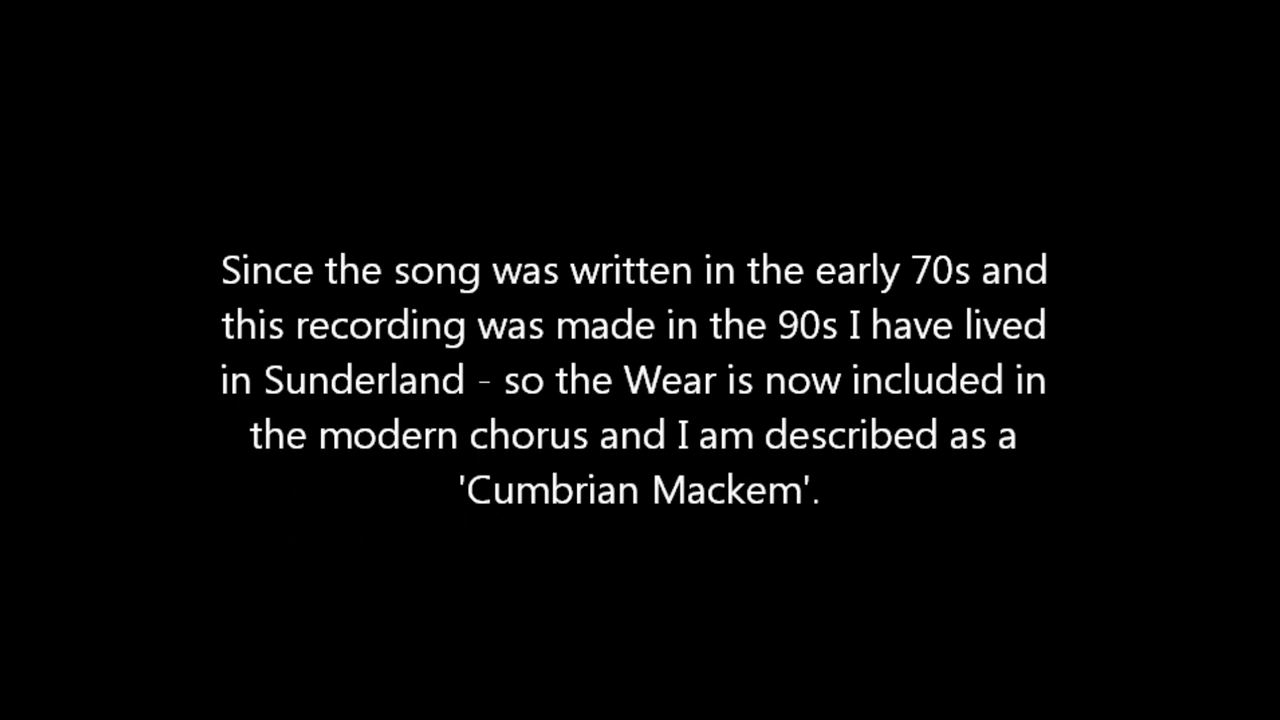 Since the song was written in the early 70s and
this recording was made in the 90s I have lived
in Sunderland - so the Wear is now included in
the modern chorus and I am described as a
'Cumbrian Mackem'.